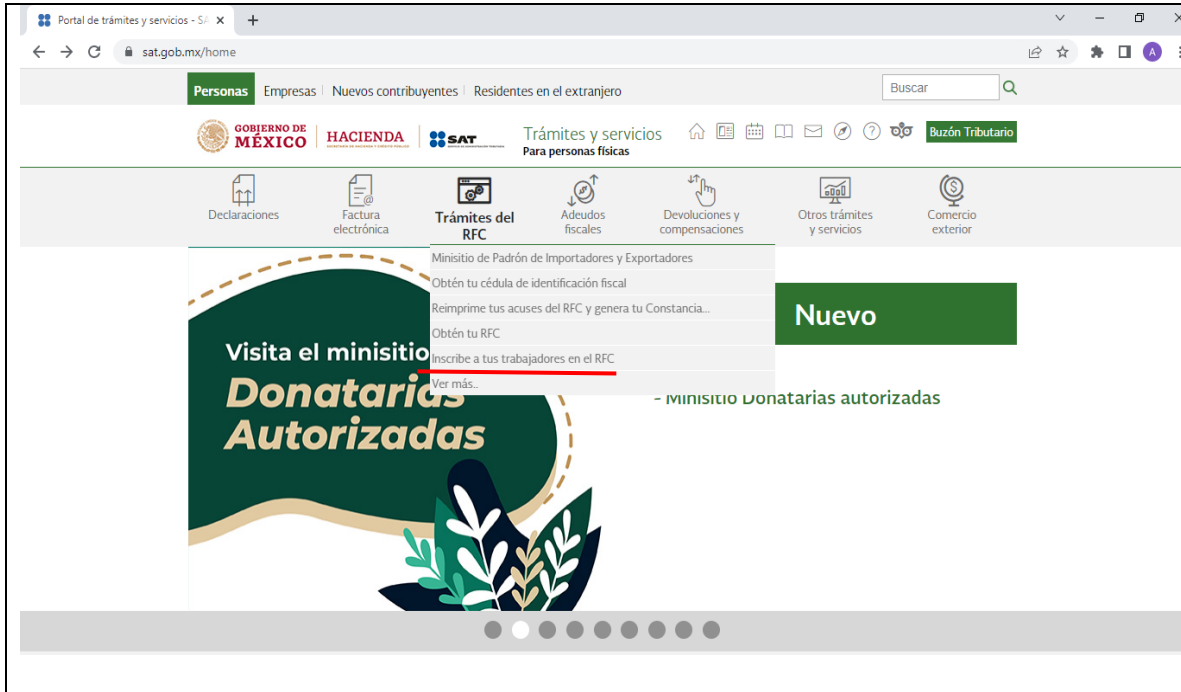 Portal de trámites y servicios - SA
sat.gob.mx/home
A
Personas Empresas Nuevos contribuyentes Residentes en el extranjero Buscar
GOBIERNO DE MÉXICO
HACIENDA
SAT
Trámites y servicios
Para personas físicas
Buzón Tributario
Declaraciones
Factura electrónica
Trámites del RFC
Adeudos fiscales
Devoluciones y compensaciones
Otros trámites y servicios
Comercio exterior
Minisitio de Padrón de Importadores y Exportadores
Obtén tu cédula de identificación fiscal
Reimprime tus acuses del RFC y genera tu Constancia...
Obtén tu RFC
Inscribe a tus trabajadores en el RFC
Ver más..
Visita el minisitio
Donatarias
Autorizadas
Nuevo
- Minisitio Donatarias autorizadas